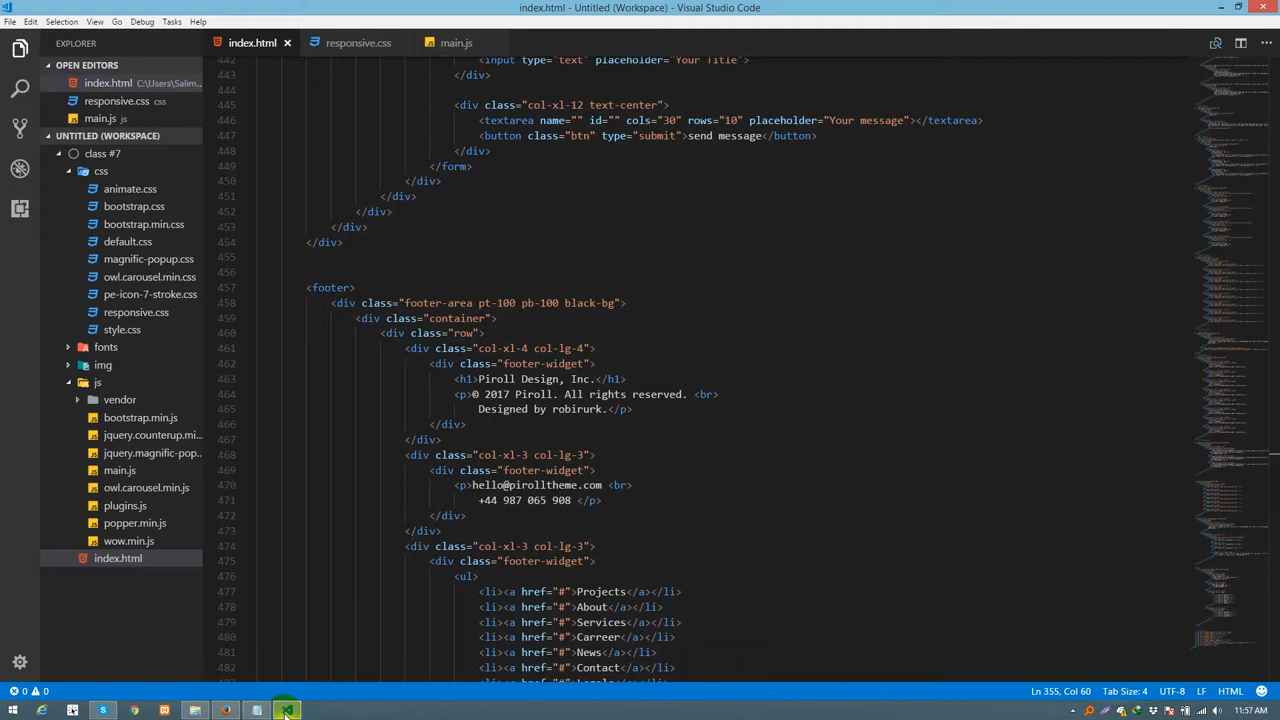 index.html - Untitled (Workspace) - Visual Studio Code
File Edit Selection View Go Debug Tasks Help
EXPLORER
OPEN EDITORS
index.html C:\Users\Salim...
responsive.css css
main.js js
UNTITLED (WORKSPACE)
class #7
css
animate.css
bootstrap.css
bootstrap.min.css
default.css
magnific-popup.css
owl.carousel.min.css
pe-icon-7-stroke.css
responsive.css
style.css
fonts
img
js
vendor
bootstrap.min.js
jquery.counterup.mi...
jquery.magnific-pop...
main.js
owl.carousel.min.js
plugins.js
popper.min.js
wow.min.js
index.html
index.html responsive.css main.js
442 <input type="text" placeholder="Your Title">
443 </div>
444
445 <div class="col-xl-12 text-center">
446 <textarea name="" id="" cols="30" rows="10" placeholder="Your message"></textarea>
447 <button class="btn" type="submit">send message</button>
448 </div>
449 </form>
450 </div>
451 </div>
452 </div>
453 </div>
454 </div>
455
456
457 <footer>
458 <div class="footer-area pt-100 pb-100 black-bg">
459 <div class="container">
460 <div class="row">
461 <div class="col-xl-4 col-lg-4">
462 <div class="footer-widget">
463 <h1>Piroll Design, Inc.</h1>
464 <p>© 2017 All rights reserved. <br>
465 Designed by robirurk.</p>
466 </div>
467 </div>
468 <div class="col-xl-3 col-lg-3">
469 <div class="footer-widget">
470 <p>hello@pirolltheme.com <br>
471 +44 987 065 908 </p>
472 </div>
473 </div>
474 <div class="col-xl-3 col-lg-3">
475 <div class="footer-widget">
476 <ul>
477 <li><a href="#">Projects</a></li>
478 <li><a href="#">About</a></li>
479 <li><a href="#">Services</a></li>
480 <li><a href="#">Carreer</a></li>
481 <li><a href="#">News</a></li>
482 <li><a href="#">Contact</a></li>
0 0
Ln 355, Col 60 Tab Size: 4 UTF-8 LF HTML
11:57 AM